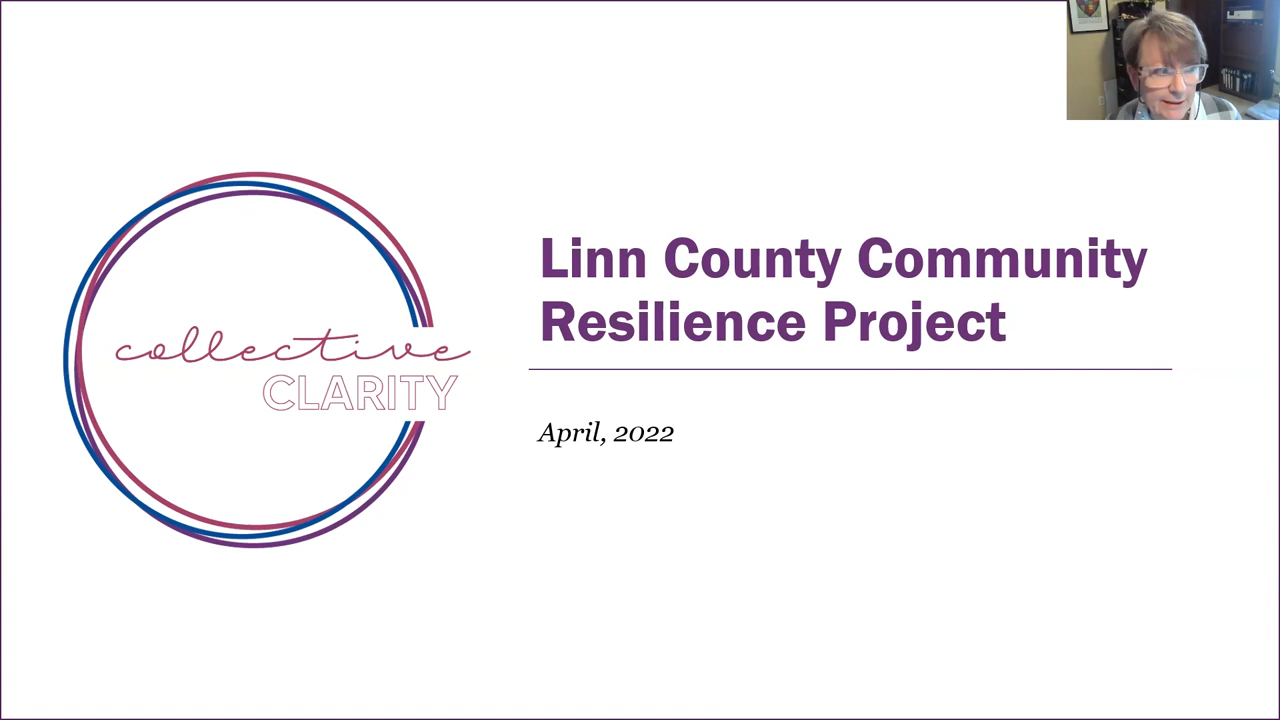 collective
CLARITY
Linn County Community
Resilience Project
April, 2022